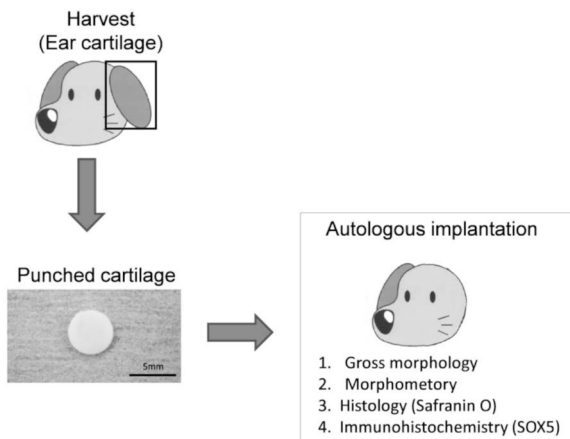 Harvest
(Ear cartilage)
Punched cartilage
5mm
Autologous implantation
1. Gross morphology
2. Morphometory
3. Histology (Safranin O)
4. Immunohistochemistry (SOX5)